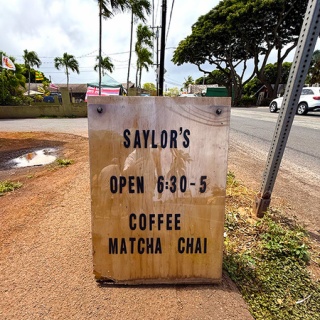 SAYLOR'S
OPEN 6:30-5
COFFEE
MATCHA CHAI